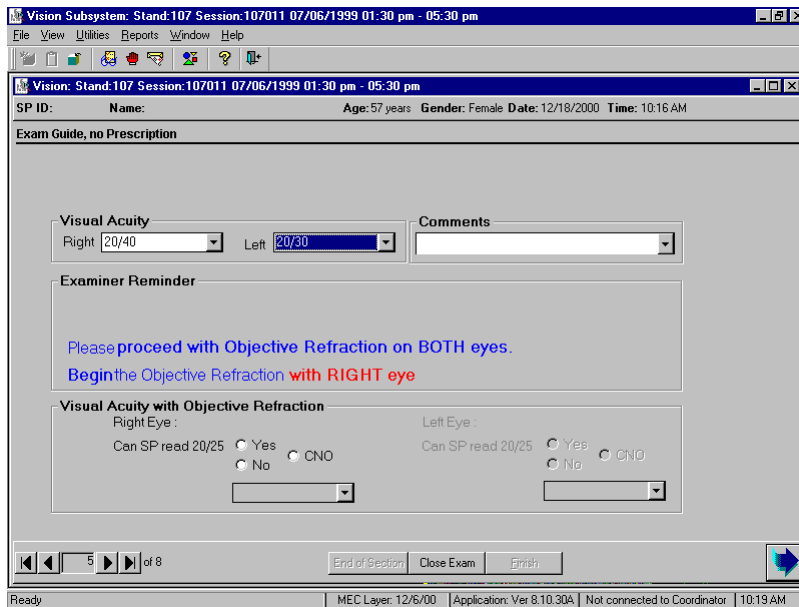 Vision Subsystem: Stand:107 Session:107011 07/06/1999 01:30 pm - 05:30 pm
File View Utilities Reports Window Help
Vision: Stand:107 Session:107011 07/06/1999 01:30 pm - 05:30 pm
SP ID: Name: Age: 57 years Gender: Female Date: 12/18/2000 Time: 10:16 AM
Exam Guide, no Prescription
Visual Acuity Comments
Right 20/40 Left 20/30
Examiner Reminder
Please proceed with Objective Refraction on BOTH eyes.
Begin the Objective Refraction with RIGHT eye
Visual Acuity with Objective Refraction
Right Eye : Left Eye :
Can SP read 20/25 Yes No CNO Can SP read 20/25 Yes No CNO
5 of 8 End of Section Close Exam Finish
Ready MEC Layer: 12/6/00 Application: Ver 8.10.30A Not connected to Coordinator 10:19 AM